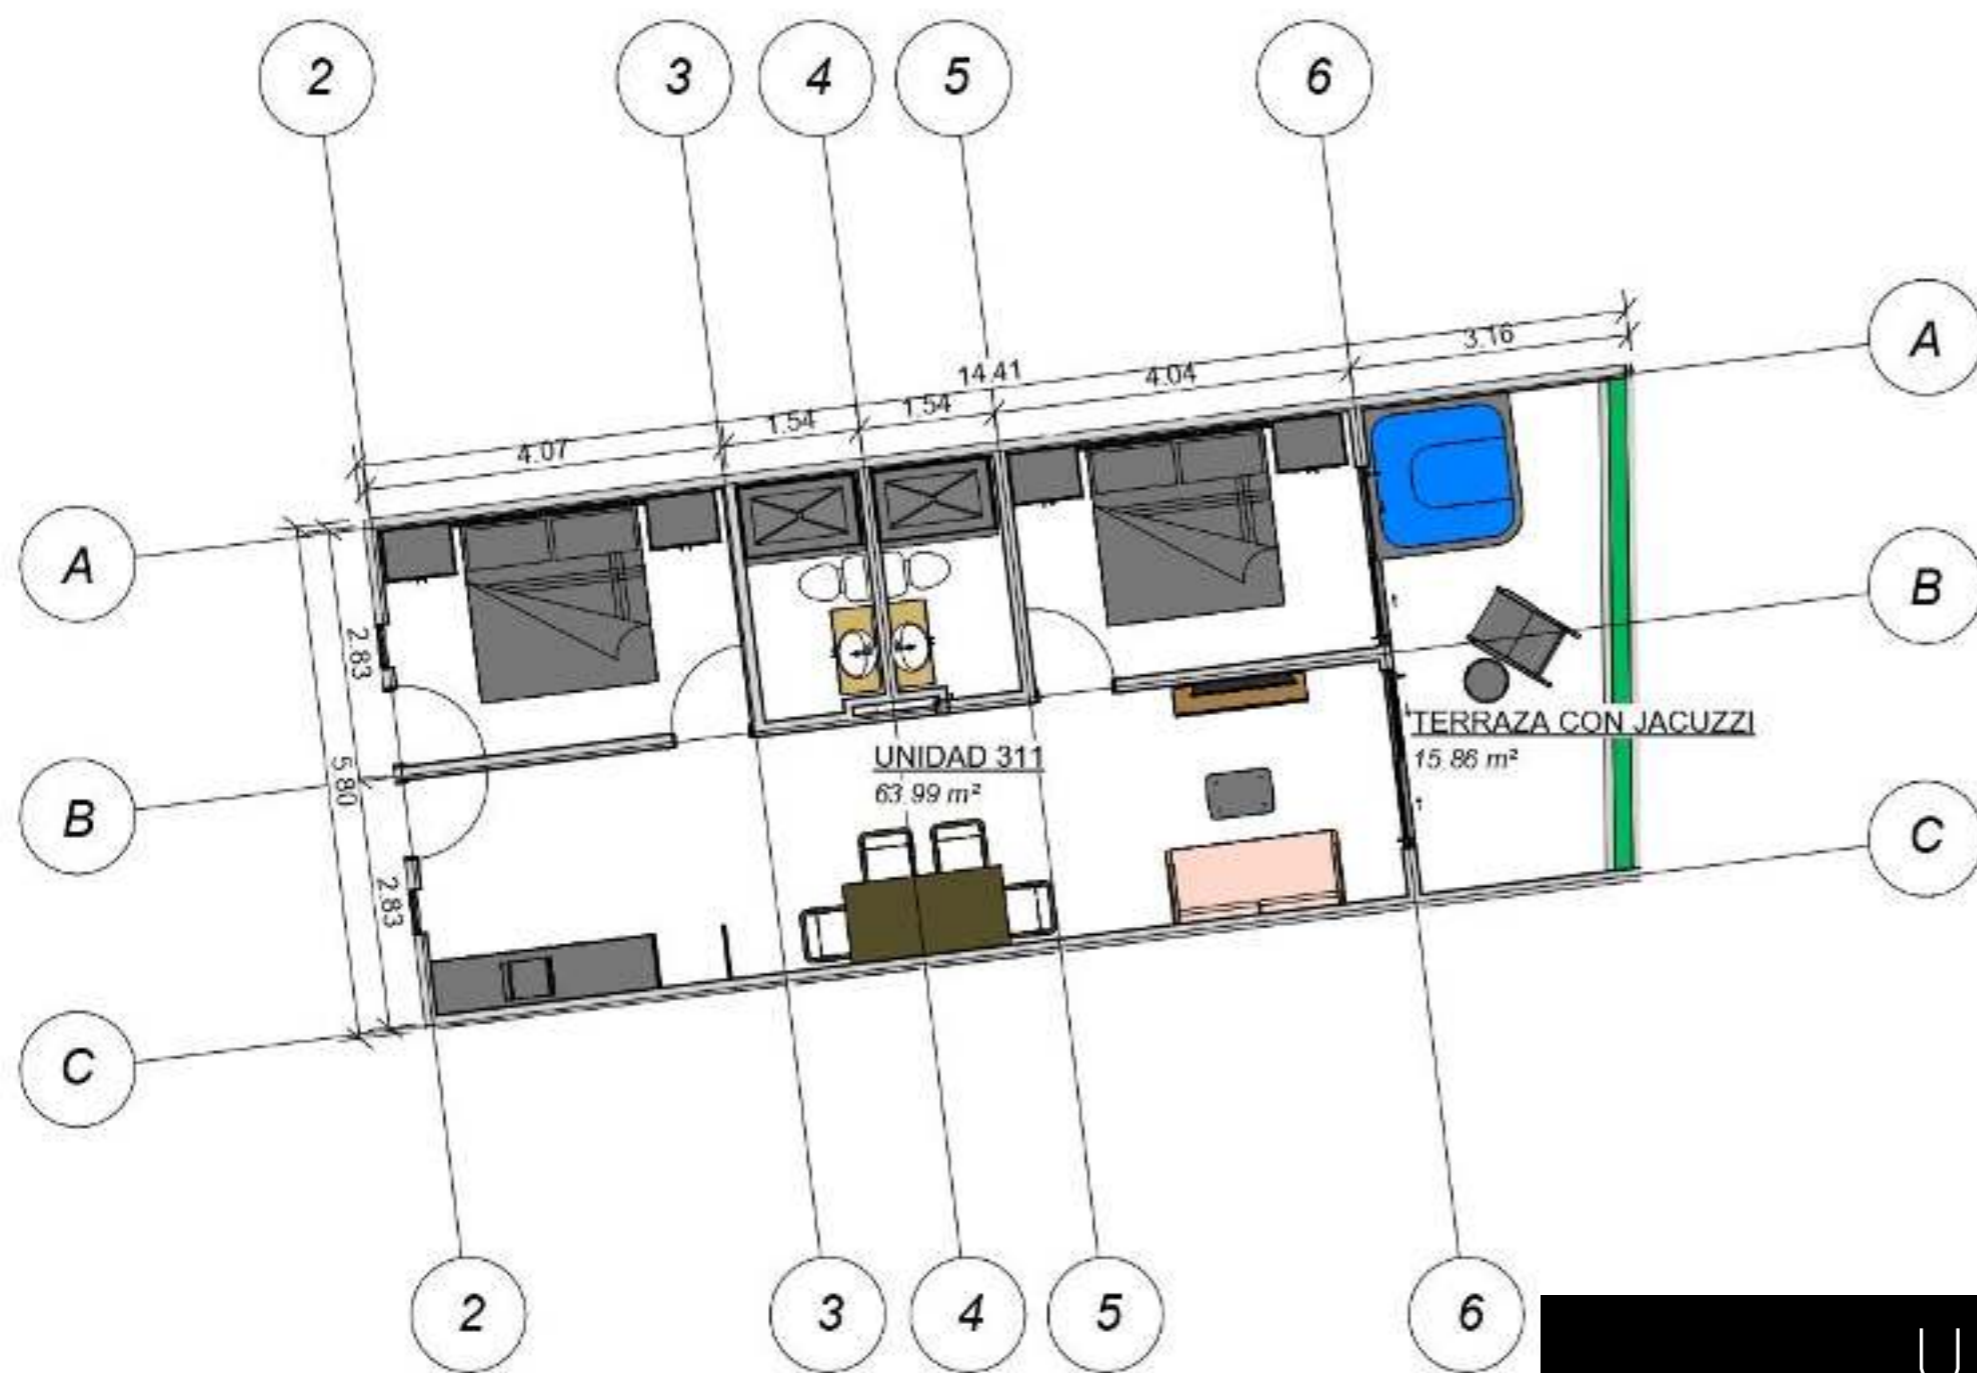 2 3 4 5 6
A
3.16
14.41
4.04
1.54
1.54
4.07
A
B
2.83
TERRAZA CON JACUZZI
15.86 m²
UNIDAD 311
63.99 m²
5.80
B
C
2.83
C
2 3 4 5 6
U